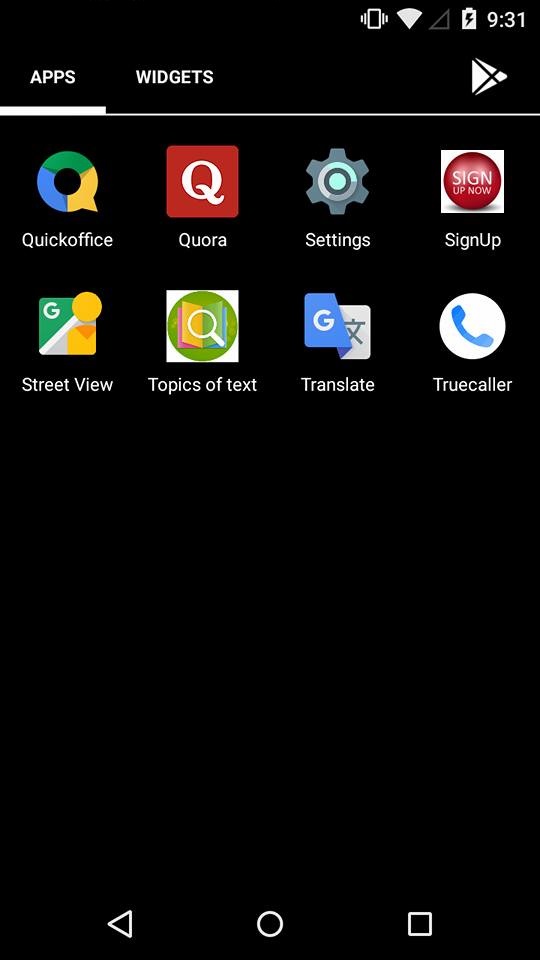 9:31
APPS WIDGETS
Q
SIGN
UP NOW
Quickoffice Quora Settings SignUp
G
G 文
Street View Topics of text Translate Truecaller